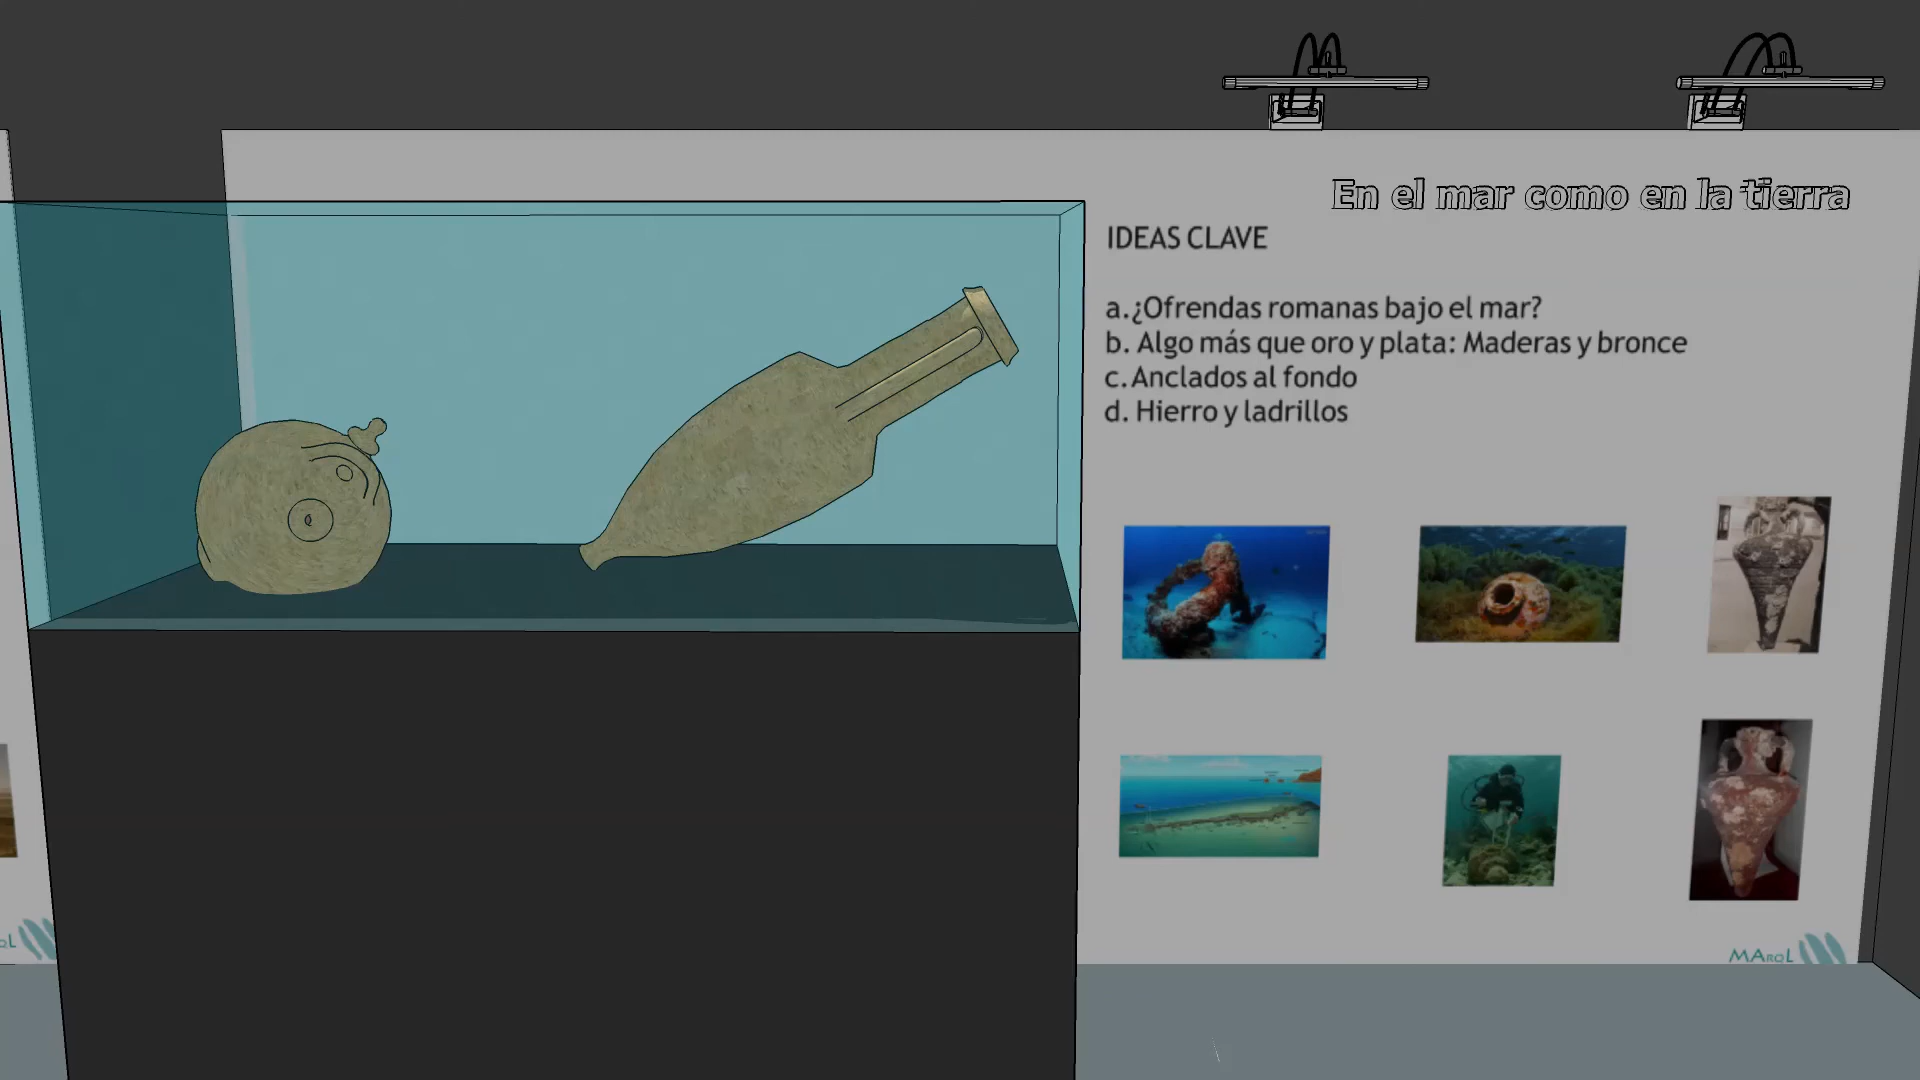 En el mar como en la tierra
IDEAS CLAVE
a.¿Ofrendas romanas bajo el mar?
b. Algo más que oro y plata: Maderas y bronce
c. Anclados al fondo
d. Hierro y ladrillos
MARQL